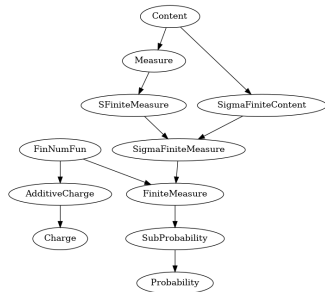 Content
Measure
SFiniteMeasure SigmaFiniteContent
FinNumFun SigmaFiniteMeasure
AdditiveCharge FiniteMeasure
Charge SubProbability
Probability